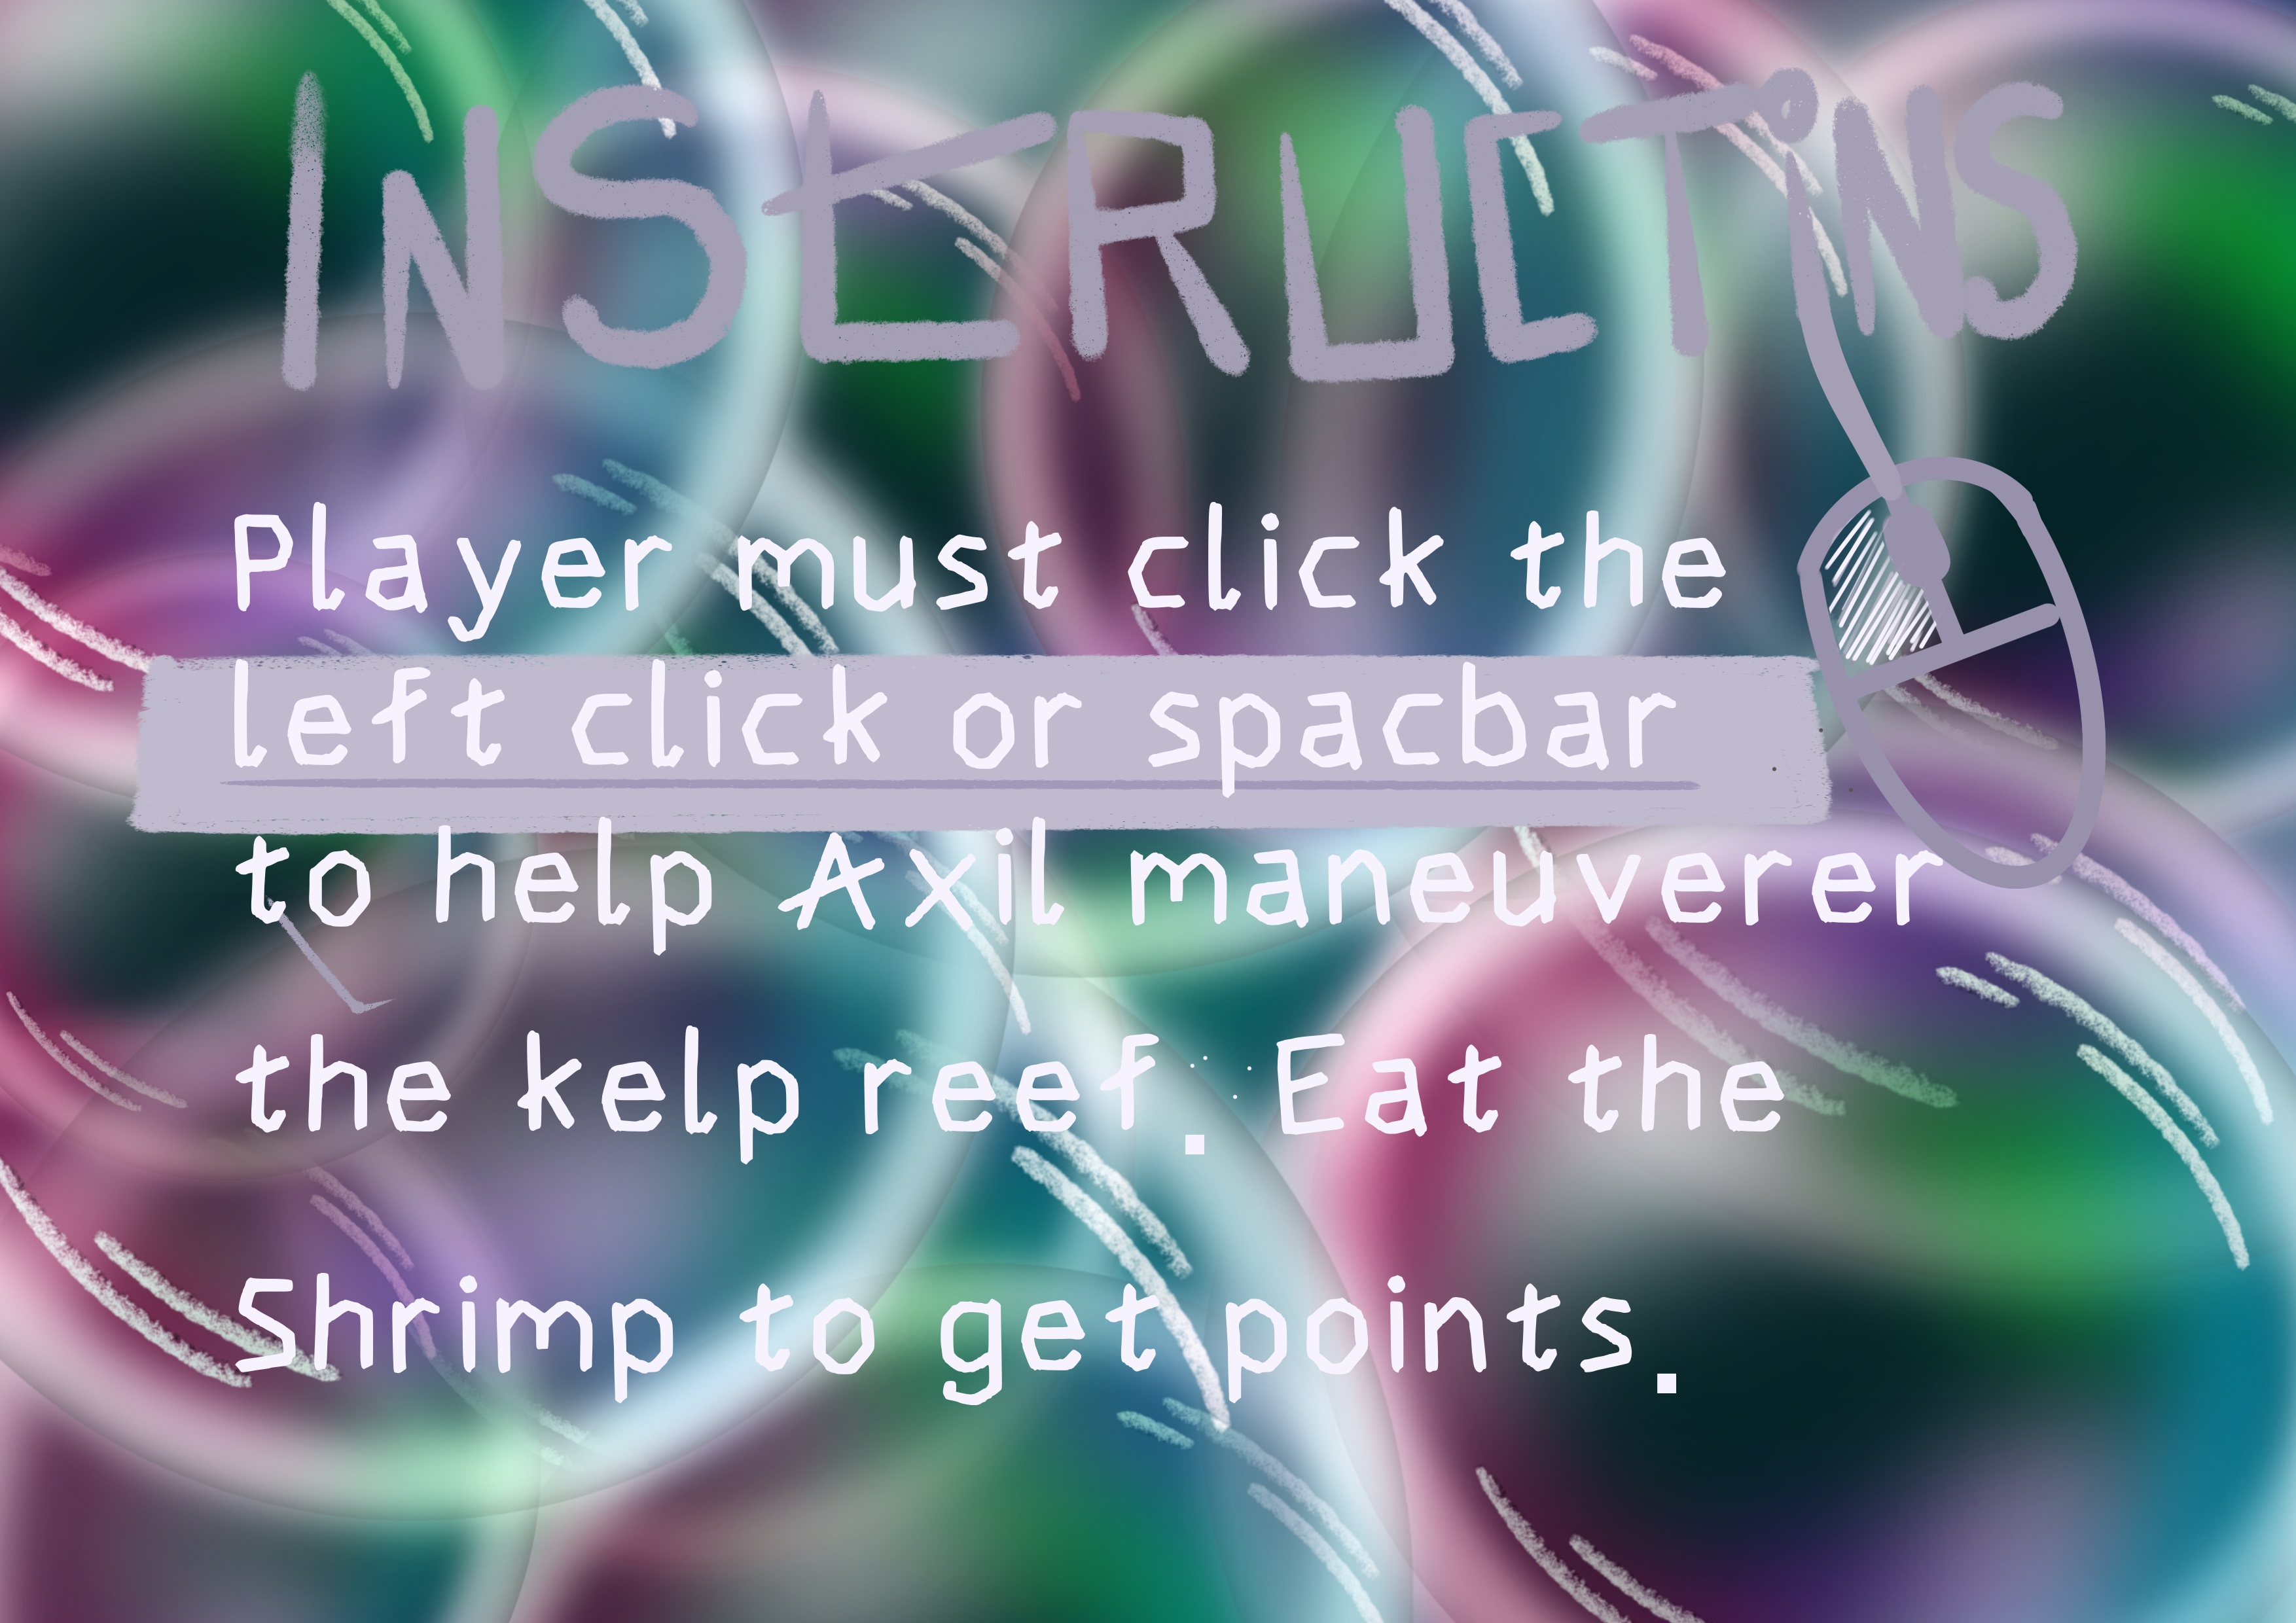 INSTRUCTiNS
Player must click the
left click or spacbar
to help Axil maneuverer
the kelp reef. Eat the
Shrimp to get points.